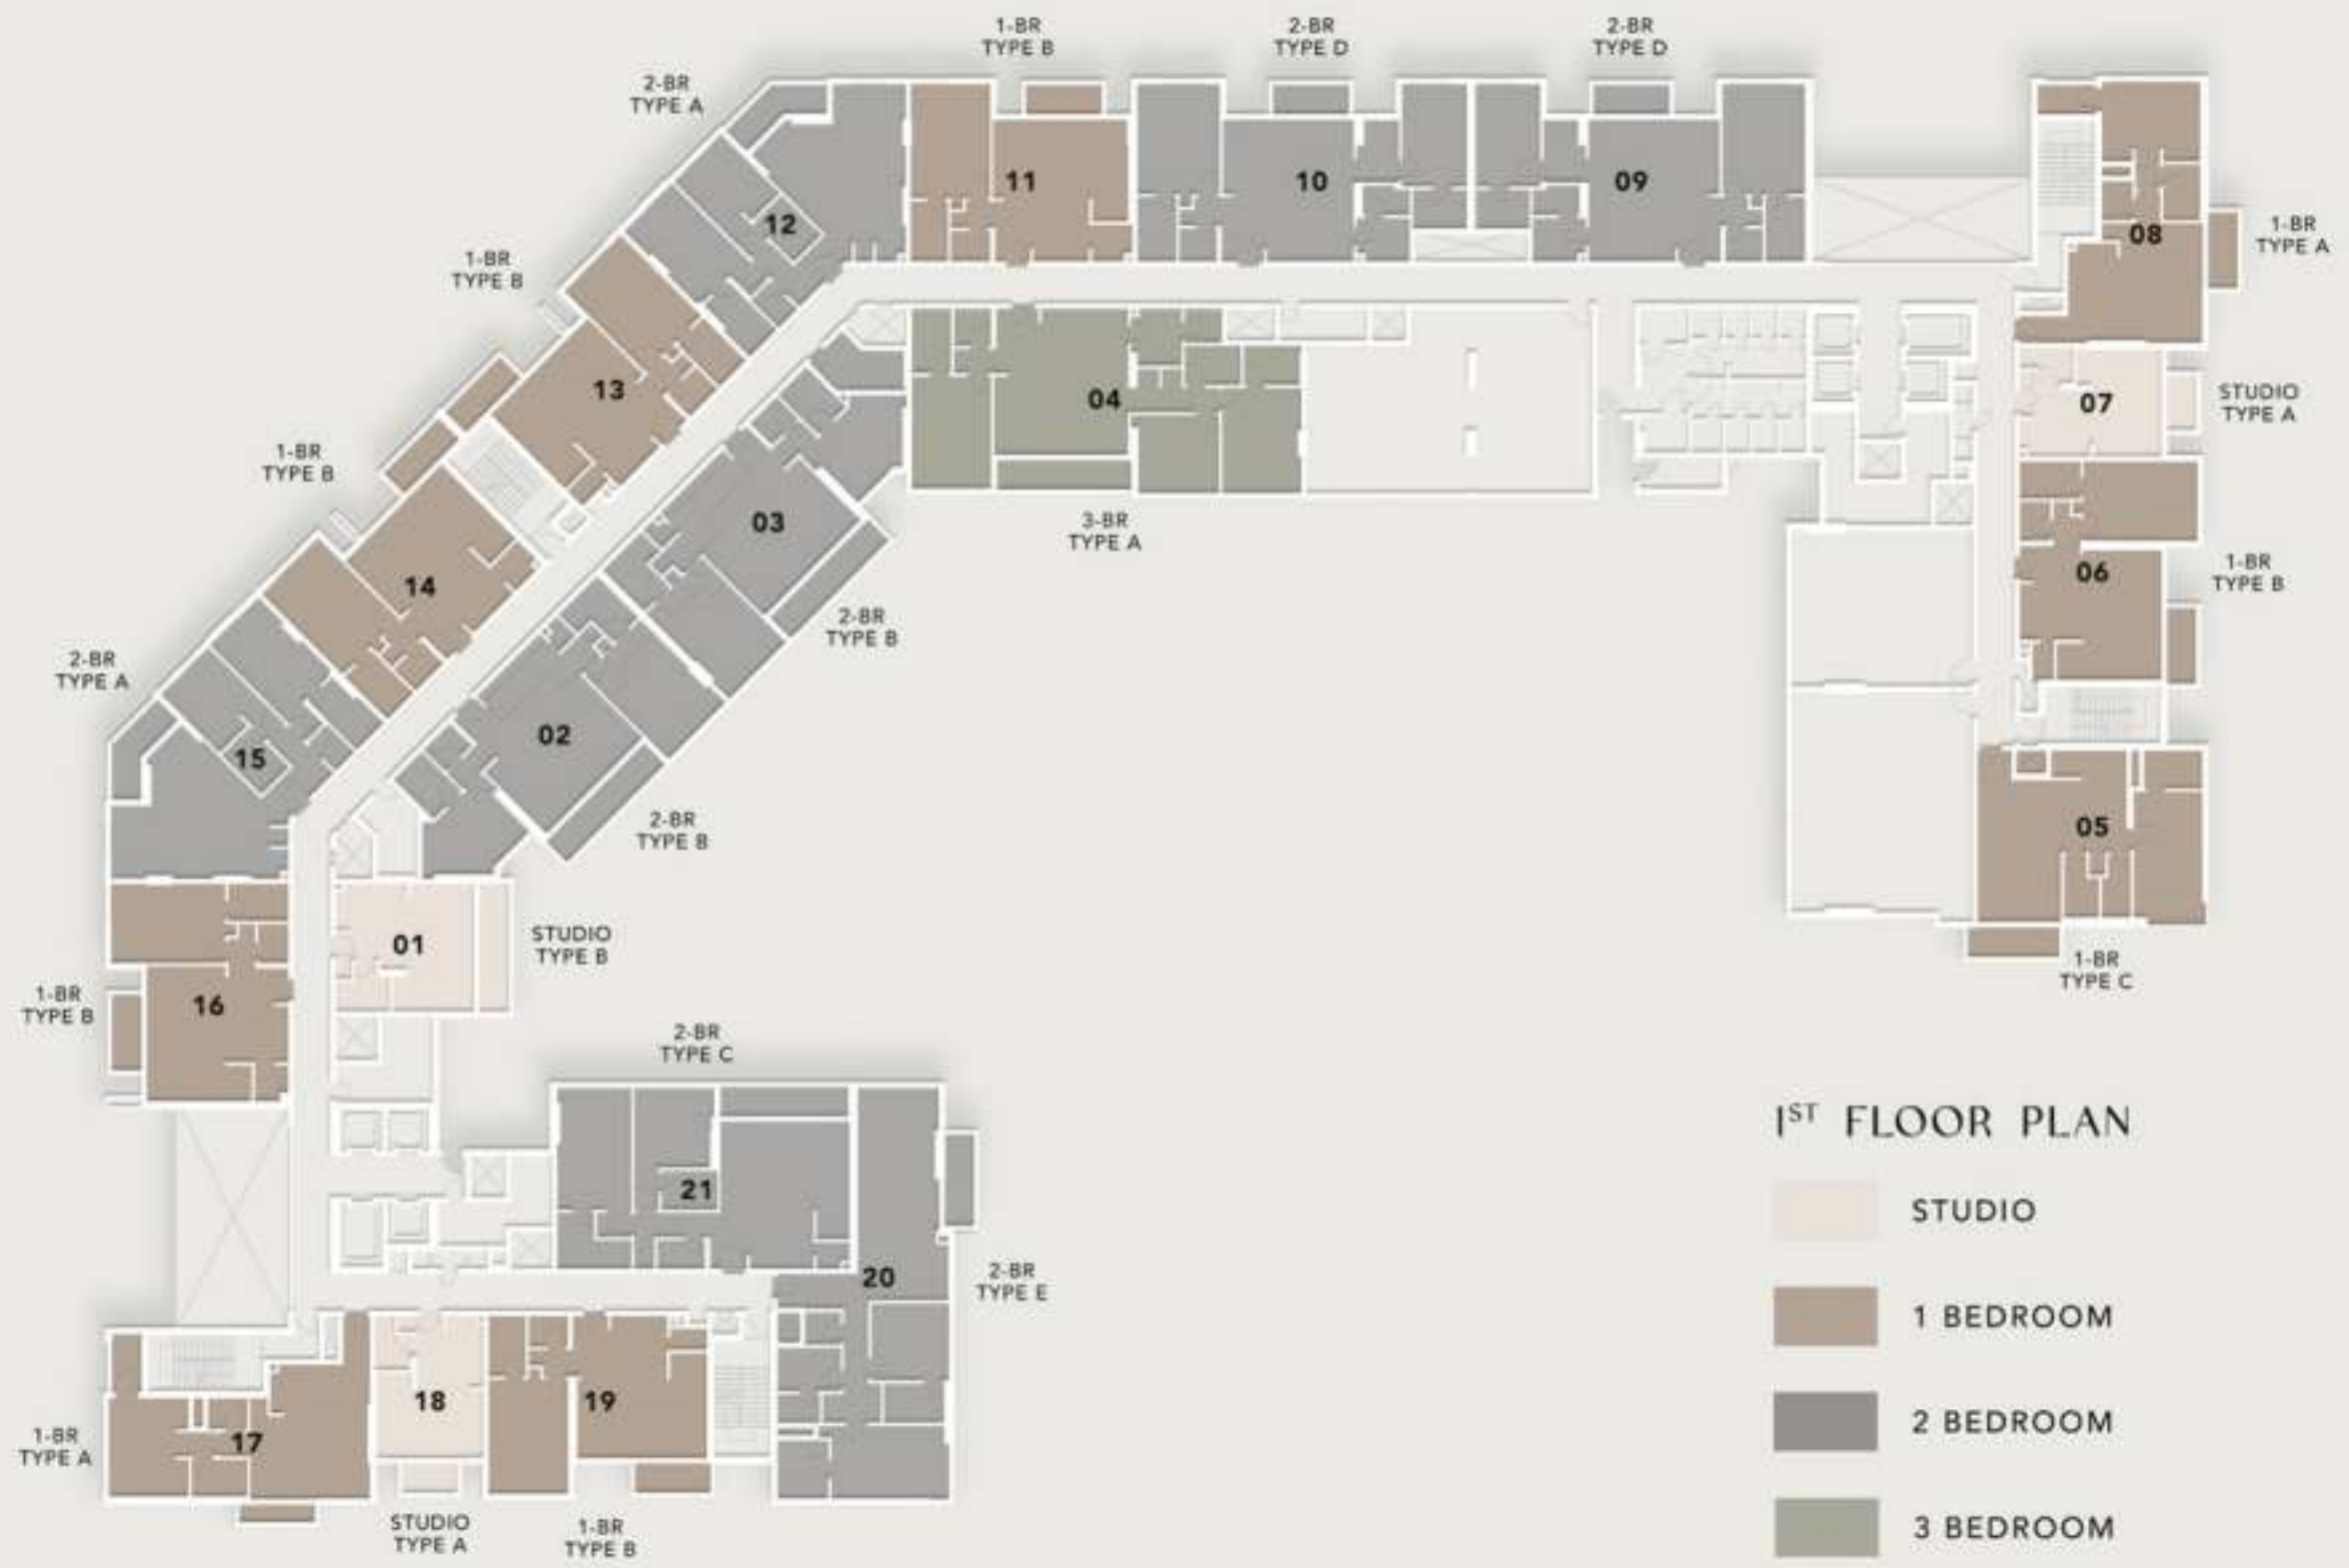 1-BR
TYPE B
2-BR
TYPE D
2-BR
TYPE D
2-BR
TYPE A
11
10
09
12
08
1-BR
TYPE A
1-BR
TYPE B
13
04
07
STUDIO
TYPE A
1-BR
TYPE B
03
3-BR
TYPE A
14
06
1-BR
TYPE B
2-BR
TYPE B
2-BR
TYPE A
02
15
2-BR
TYPE B
05
01
STUDIO
TYPE B
1-BR
TYPE C
1-BR
TYPE B
16
2-BR
TYPE C
21
20
2-BR
TYPE E
1-BR
TYPE A
17
18
19
STUDIO
TYPE A
1-BR
TYPE B
1ST FLOOR PLAN
STUDIO
1 BEDROOM
2 BEDROOM
3 BEDROOM